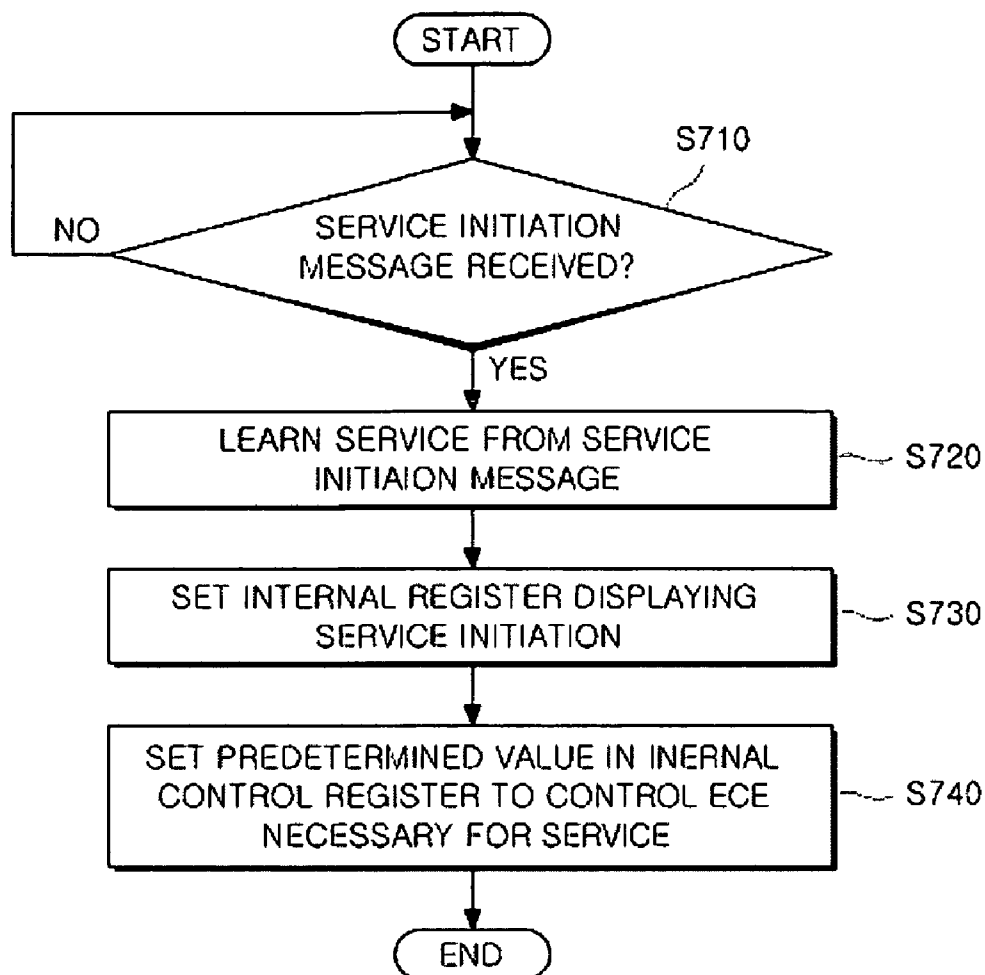 START
S710
SERVICE INITIATION
MESSAGE RECEIVED?
NO
YES
LEARN SERVICE FROM SERVICE
INITIAION MESSAGE
S720
SET INTERNAL REGISTER DISPLAYING
SERVICE INITIATION
S730
SET PREDETERMINED VALUE IN INERNAL
CONTROL REGISTER TO CONTROL ECE
NECESSARY FOR SERVICE
S740
END